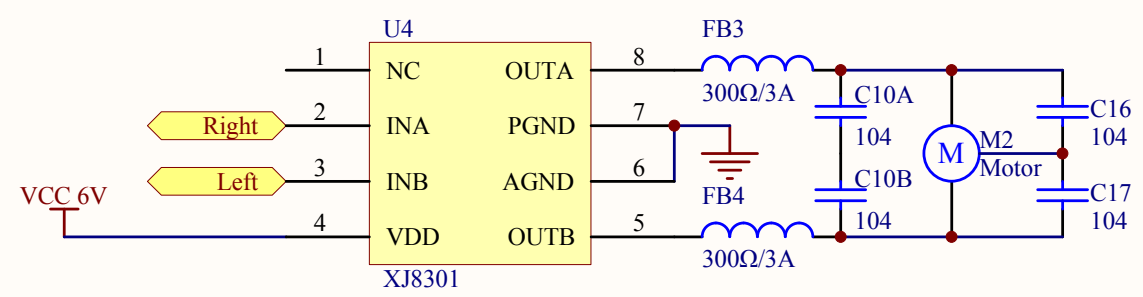 U4
FB3
1
NC
OUTA
8
300Ω/3A
C10A
104
C16
104
Right
2
INA
PGND
7
M
M2
Motor
Left
3
INB
AGND
6
FB4
C10B
104
C17
104
VCC 6V
4
VDD
OUTB
5
300Ω/3A
XJ8301